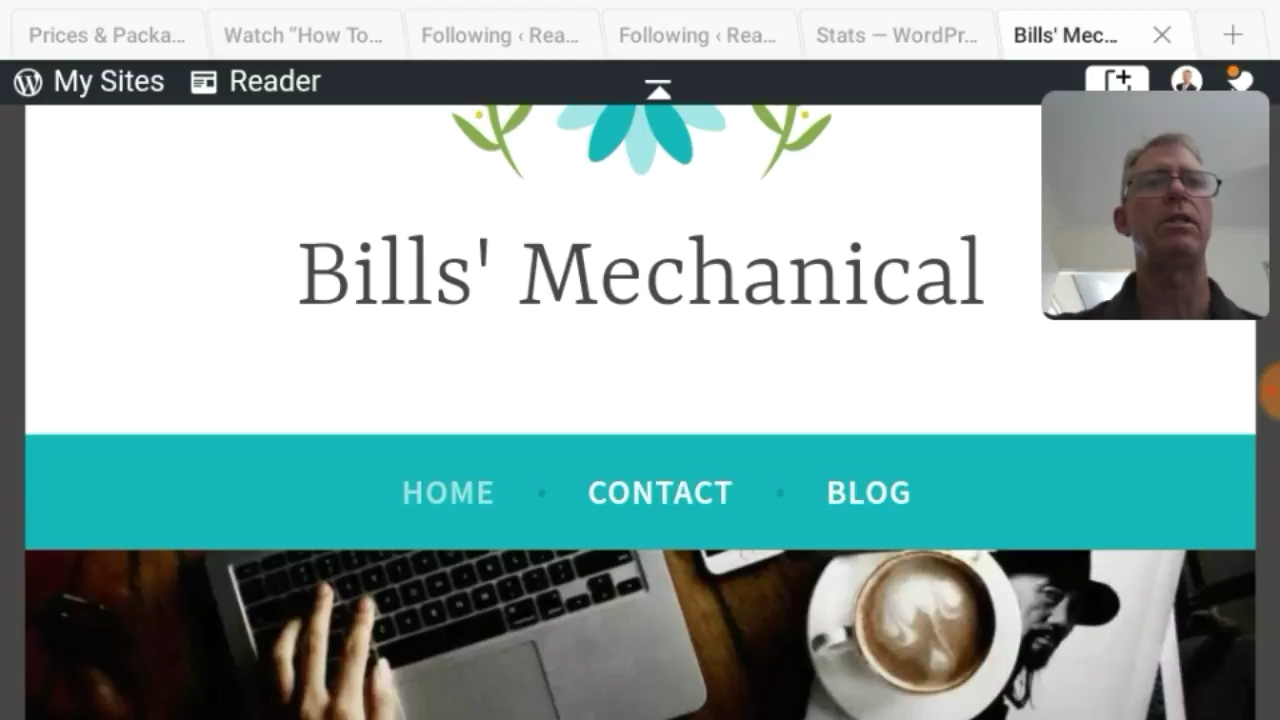 Prices & Packa... Watch "How To... Following ‹ Rea... Following ‹ Rea... Stats — WordPr... Bills' Mec...
My Sites Reader
Bills' Mechanical
HOME CONTACT BLOG